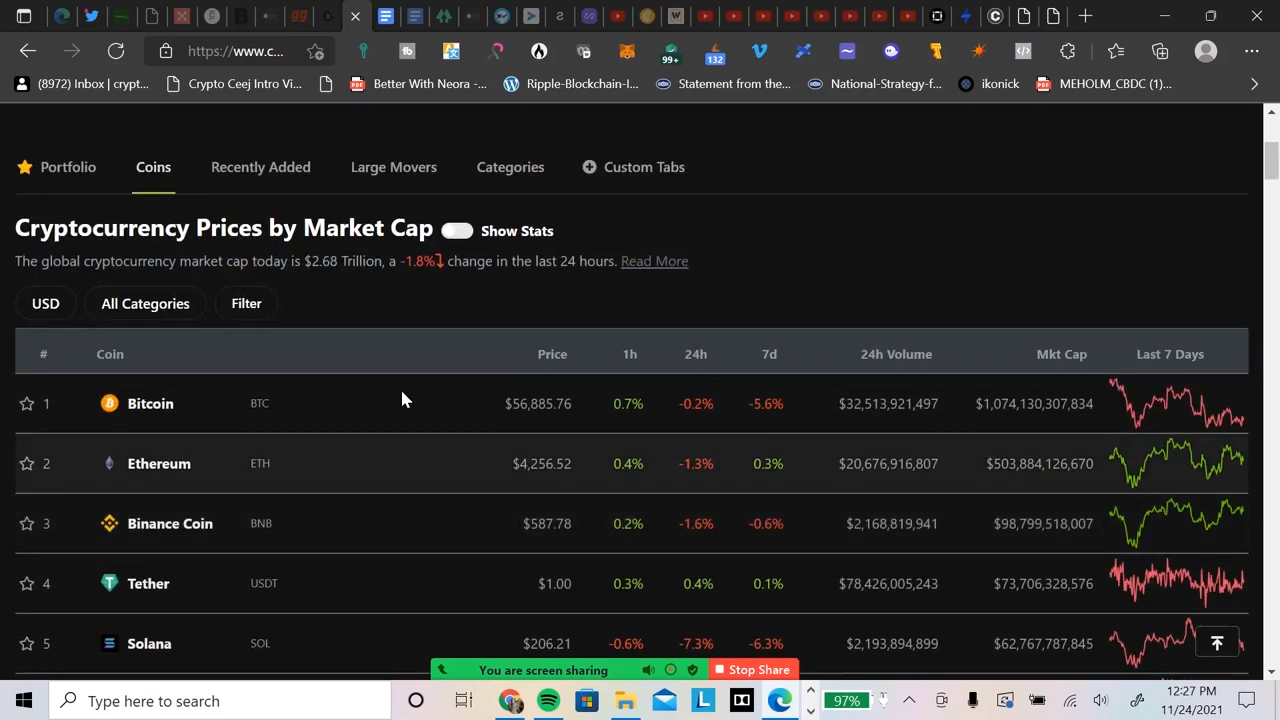 https://www.c...
99+
132
(8972) Inbox | crypt...
Crypto Ceej Intro Vi...
Better With Neora -...
Ripple-Blockchain-I...
Statement from the...
National-Strategy-f...
ikonick
MEHOLM_CBDC (1)...
Portfolio
Coins
Recently Added
Large Movers
Categories
Custom Tabs
Cryptocurrency Prices by Market Cap
Show Stats
The global cryptocurrency market cap today is $2.68 Trillion, a -1.8% change in the last 24 hours. Read More
USD
All Categories
Filter
# Coin Price 1h 24h 7d 24h Volume Mkt Cap Last 7 Days
1 Bitcoin BTC $56,885.76 0.7% -0.2% -5.6% $32,513,921,497 $1,074,130,307,834
2 Ethereum ETH $4,256.52 0.4% -1.3% 0.3% $20,676,916,807 $503,884,126,670
3 Binance Coin BNB $587.78 0.2% -1.6% -0.6% $2,168,819,941 $98,799,518,007
4 Tether USDT $1.00 0.3% 0.4% 0.1% $78,426,005,243 $73,706,328,576
5 Solana SOL $206.21 -0.6% -7.3% -6.3% $2,193,894,899 $62,767,787,845
You are screen sharing
Stop Share
Type here to search
97%
12:27 PM
11/24/2021